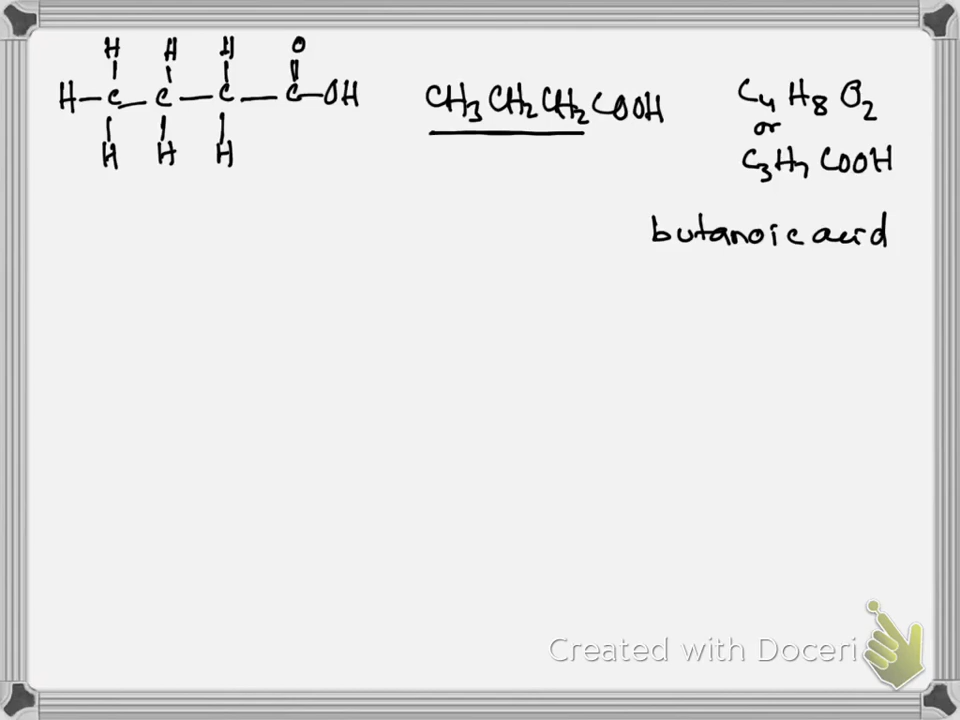 H H H O
H–C–C–C–C–OH
H H H
CH₃CH₂CH₂COOH
C₄H₈O₂
or
C₃H₇COOH
butanoic acid
Created with Doceri